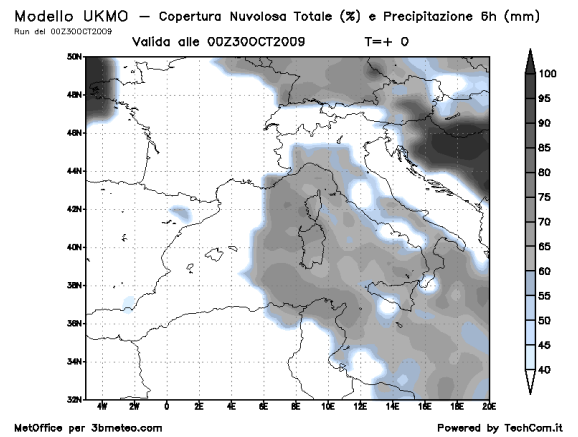 Modello UKMO — Copertura Nuvolosa Totale (%) e Precipitazione 6h (mm)
Run del 00Z30OCT2009
Valida alle 00Z30OCT2009 T=+ 0
50N
48N
46N
44N
42N
40N
38N
36N
34N
32N
4W 2W 0 2E 4E 6E 8E 10E 12E 14E 16E 18E 20E
100
95
90
85
80
75
70
65
60
55
50
45
40
MetOffice per 3bmeteo.com Powered by TechCom.it